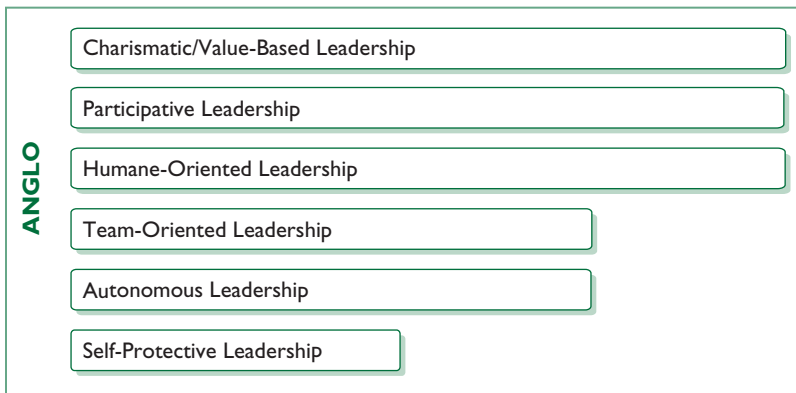 ANGLO
Charismatic/Value-Based Leadership
Participative Leadership
Humane-Oriented Leadership
Team-Oriented Leadership
Autonomous Leadership
Self-Protective Leadership